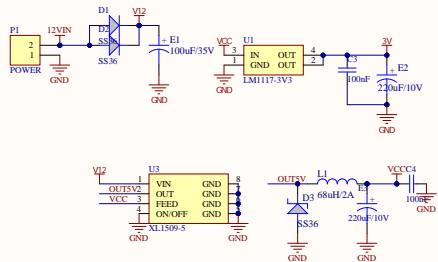 P1
2
1
POWER
12VIN
GND
D1
D2
SS36
SS36
V12
E1
100uF/35V
GND
VCC
U1
3
1
IN
GND
OUT
OUT
4
2
LM1117-3V3
GND
3V
C3
100nF
E2
220uF/10V
GND
V12
OUT5V
VCC
U3
1
2
3
4
VIN
OUT
FEED
ON/OFF
GND
GND
GND
GND
8
XL1509-5
GND
GND
OUT5V
L1
68uH/2A
D3
SS36
GND
E3
220uF/10V
GND
VCC
C4
100nF
GND